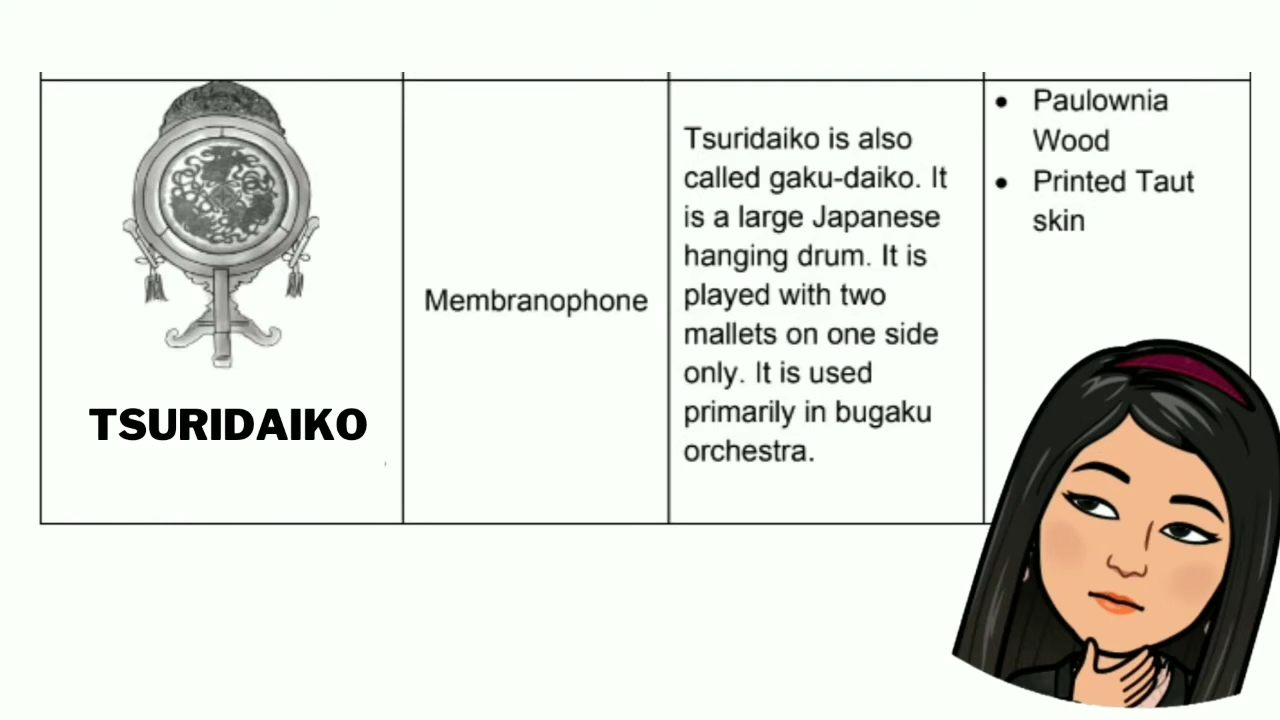 TSURIDAIKO
Membranophone
Tsuridaiko is also
called gaku-daiko. It
is a large Japanese
hanging drum. It is
played with two
mallets on one side
only. It is used
primarily in bugaku
orchestra.
• Paulownia
Wood
• Printed Taut
skin